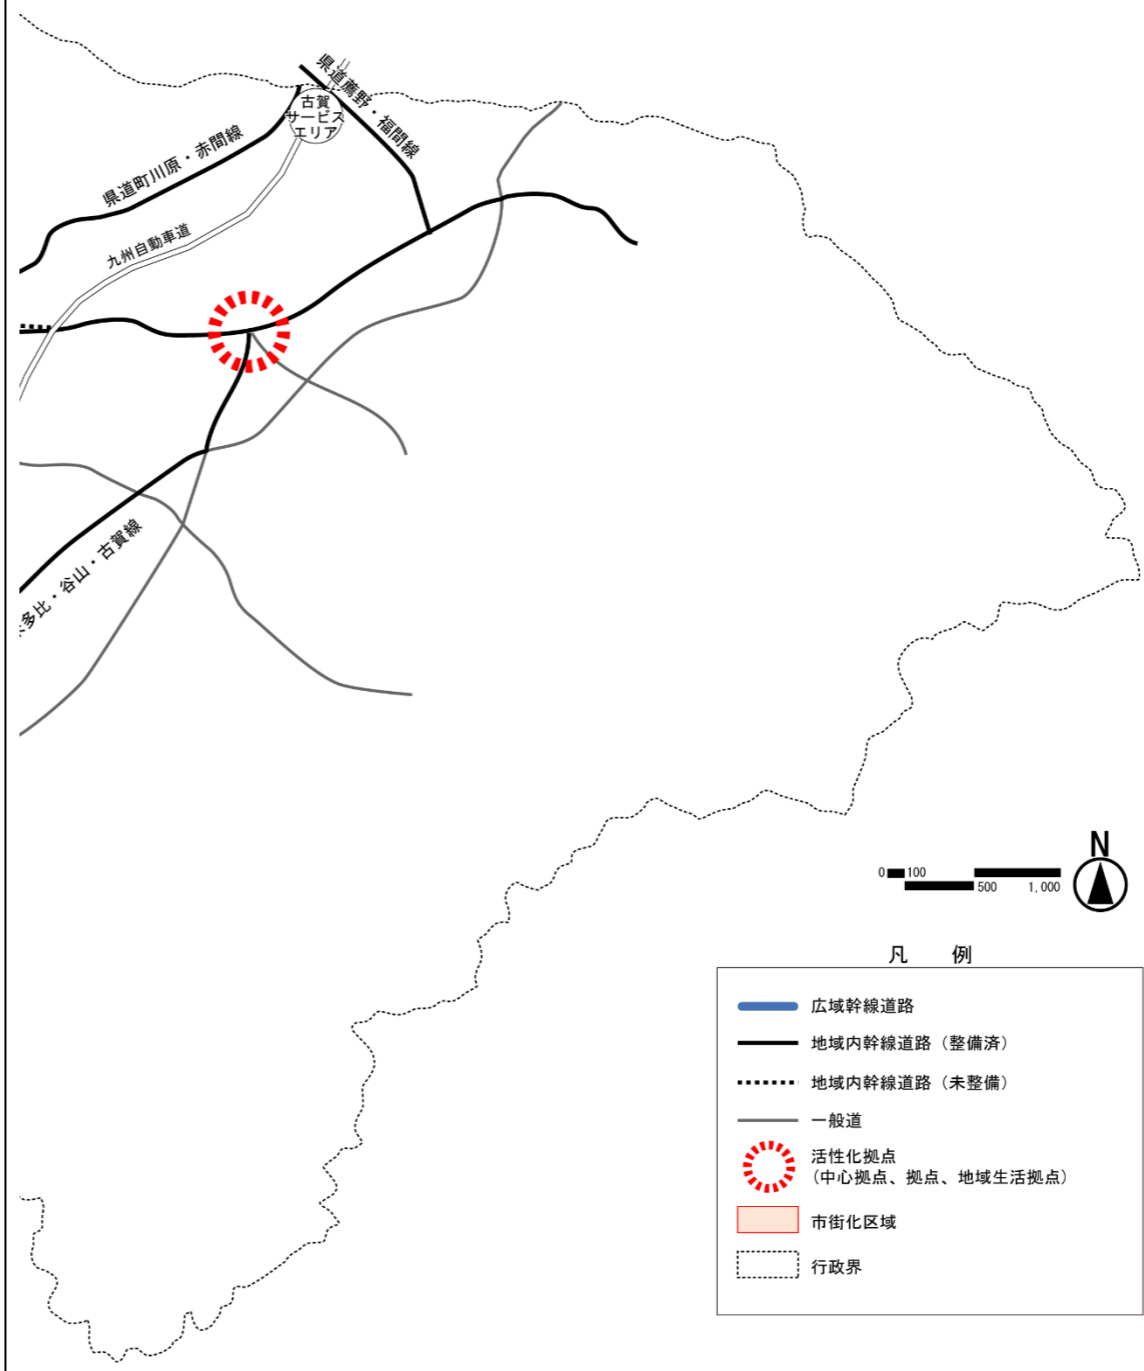 県道薦野・福間線
古賀
サービス
エリア
県道町川原・赤間線
九州自動車道
多比・谷山・古賀線
N
0 100
500 1,000
凡 例
広域幹線道路
地域内幹線道路（整備済）
地域内幹線道路（未整備）
一般道
活性化拠点
（中心拠点、拠点、地域生活拠点）
市街化区域
行政界